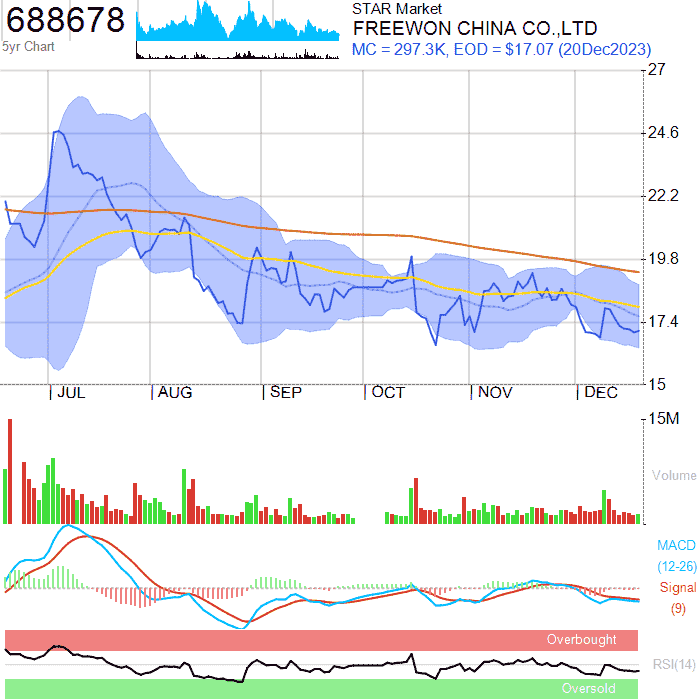 688678
5yr Chart
STAR Market
FREEWON CHINA CO.,LTD
MC = 297.3K, EOD = $17.07 (20Dec2023)
27
24.6
22.2
19.8
17.4
15
JUL
AUG
SEP
OCT
NOV
DEC
15M
Volume
MACD
(12-26)
Signal
(9)
Overbought
RSI(14)
Oversold